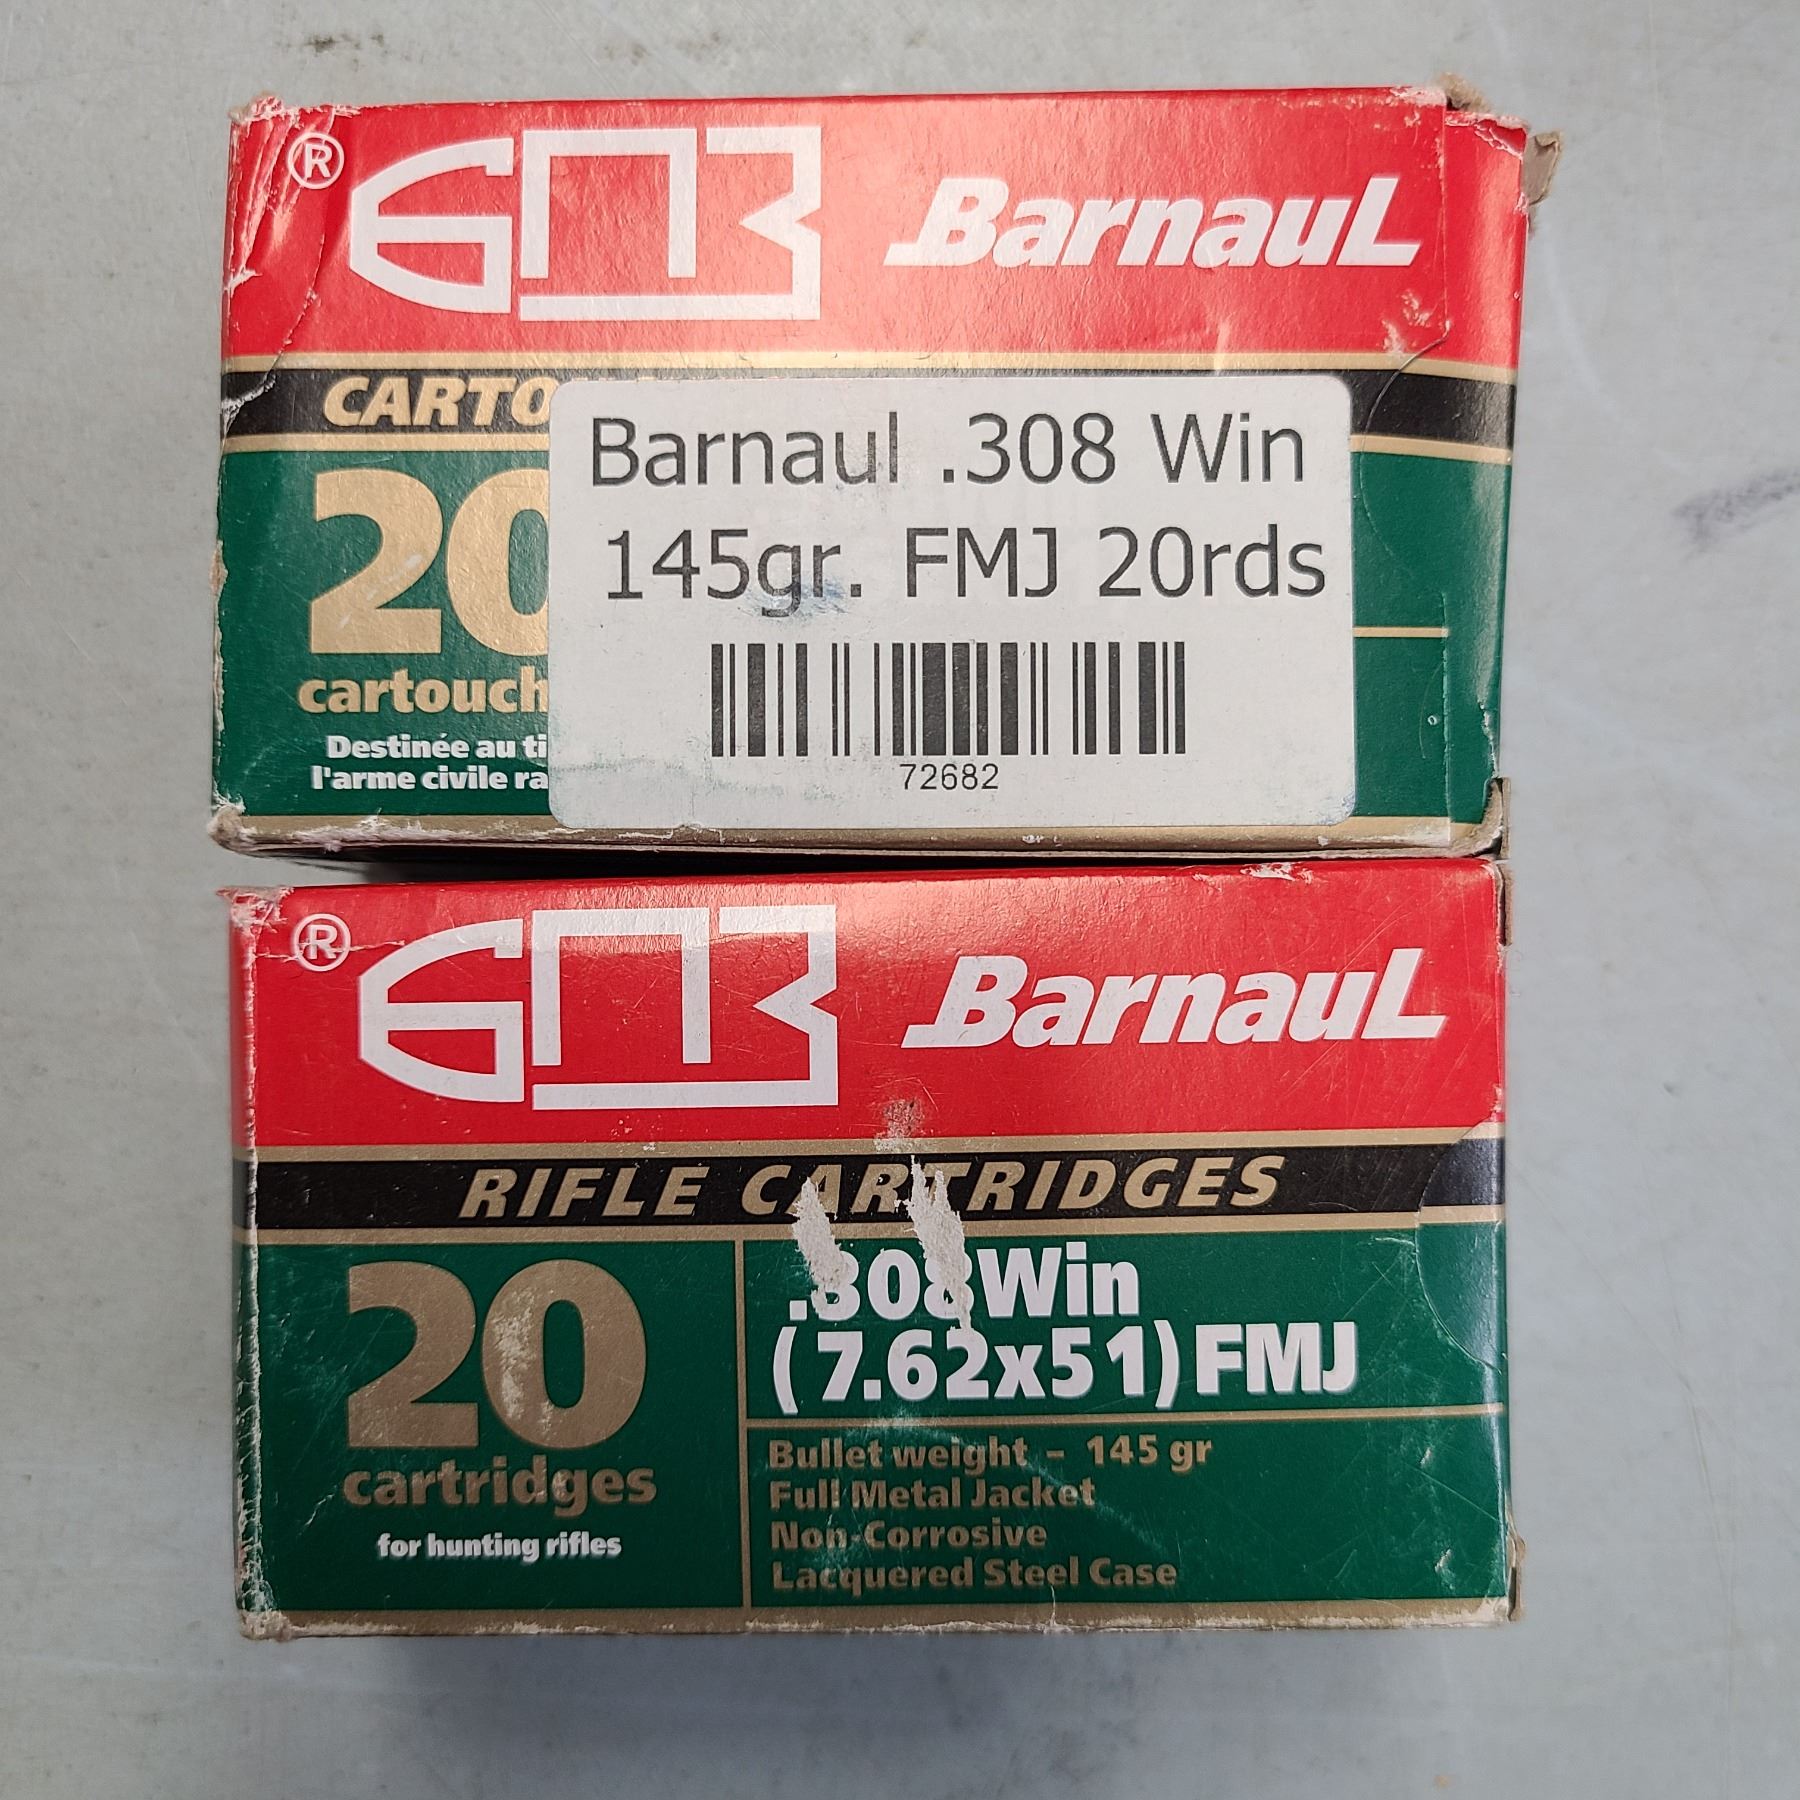 ® БПЗ BarnauL
CARTO
Barnaul .308 Win
145gr. FMJ 20rds
72682
20
cartouch
Destinée au ti
l'arme civile ra
® БПЗ BarnauL
RIFLE CARTRIDGES
20
cartridges
for hunting rifles
.308Win
(7.62x51)FMJ
Bullet weight - 145 gr
Full Metal Jacket
Non-Corrosive
Lacquered Steel Case